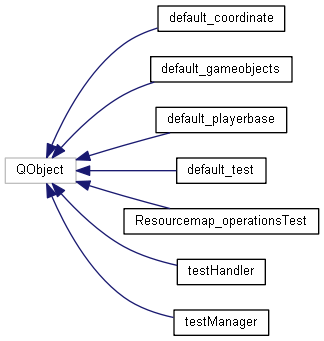 default_coordinate
default_gameobjects
default_playerbase
QObject
default_test
Resourcemap_operationsTest
testHandler
testManager